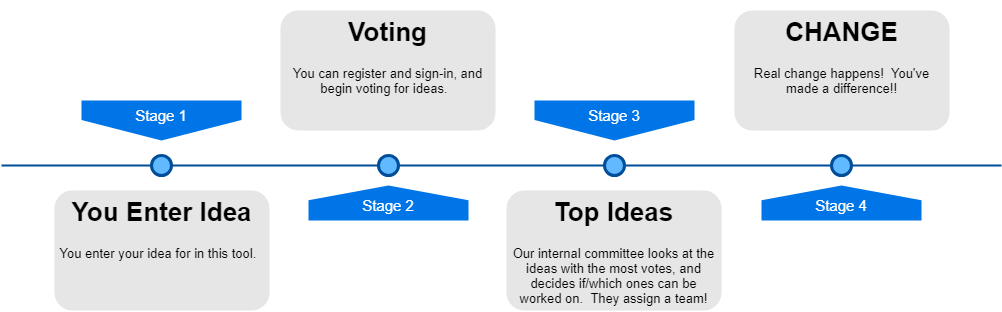 Stage 1
You Enter Idea
You enter your idea for in this tool.
Voting
You can register and sign-in, and
begin voting for ideas.
Stage 2
Stage 3
Top Ideas
Our internal committee looks at the
ideas with the most votes, and
decides if/which ones can be
worked on.  They assign a team!
CHANGE
Real change happens!  You've
made a difference!!
Stage 4